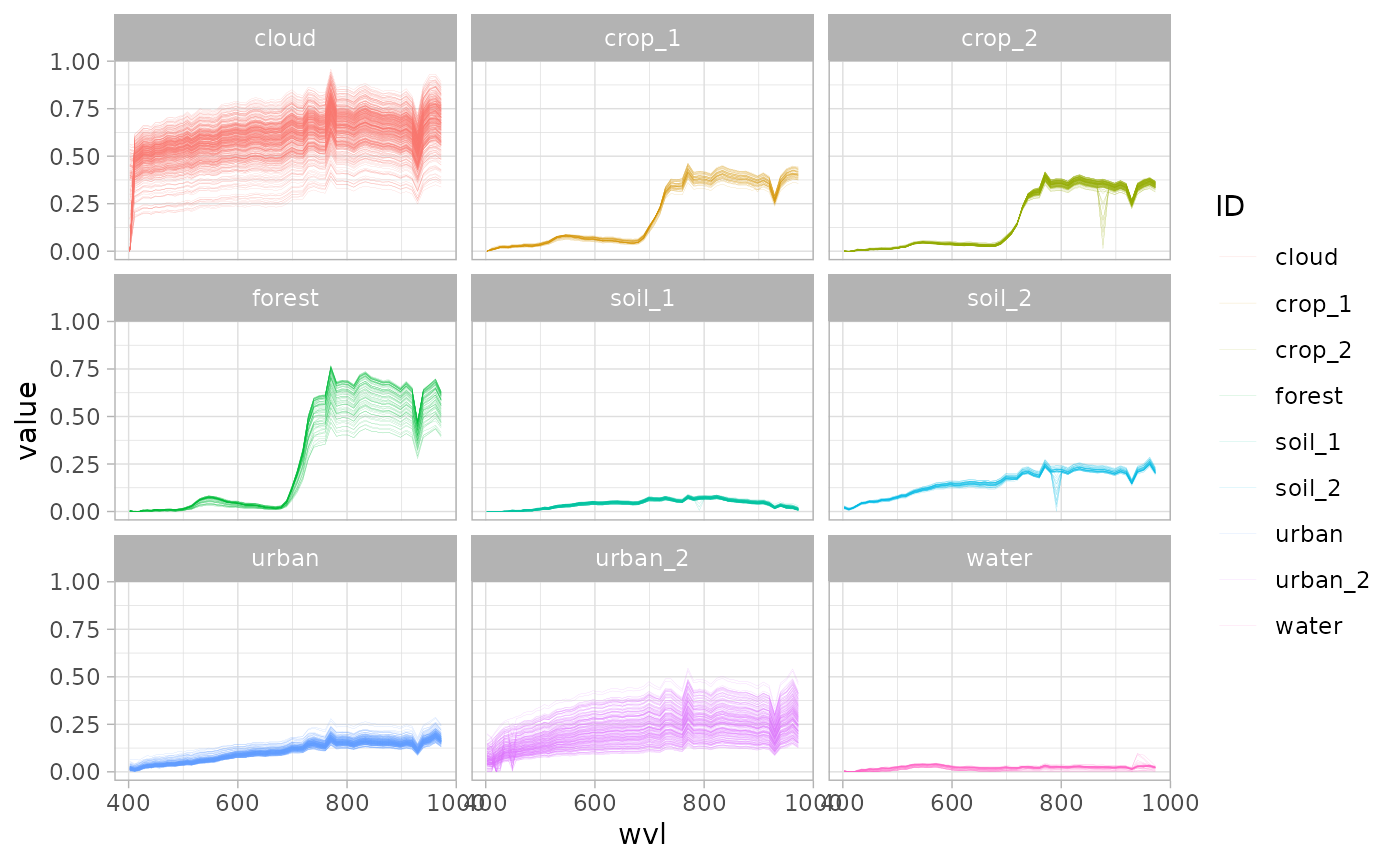 cloud crop_1 crop_2
1.00
0.75
0.50
0.25
0.00
forest soil_1 soil_2
1.00
0.75
0.50
0.25
0.00
urban urban_2 water
1.00
0.75
0.50
0.25
0.00
400 600 800 1000 400 600 800 1000 400 600 800 1000
wvl
value
ID
cloud
crop_1
crop_2
forest
soil_1
soil_2
urban
urban_2
water